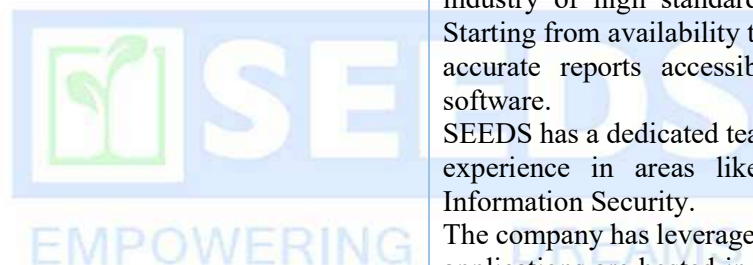 SEEDS
EMPOWERING
industry of high standard
Starting from availability t
accurate reports accessib
software.
SEEDS has a dedicated tea
experience in areas like
Information Security.
The company has leverage